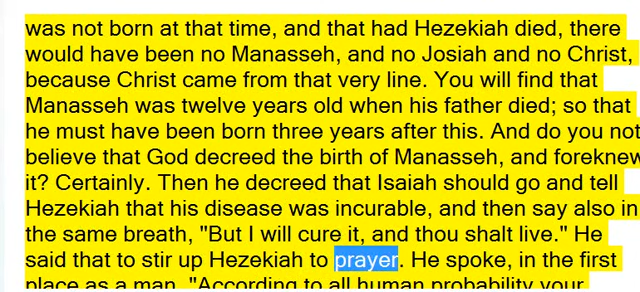 was not born at that time, and that had Hezekiah died, there
would have been no Manasseh, and no Josiah and no Christ,
because Christ came from that very line. You will find that
Manasseh was twelve years old when his father died; so that
he must have been born three years after this. And do you not
believe that God decreed the birth of Manasseh, and foreknew
it? Certainly. Then he decreed that Isaiah should go and tell
Hezekiah that his disease was incurable, and then say also in
the same breath, "But I will cure it, and thou shalt live." He
said that to stir up Hezekiah to prayer. He spoke, in the first
place as a man. "According to all human probability your